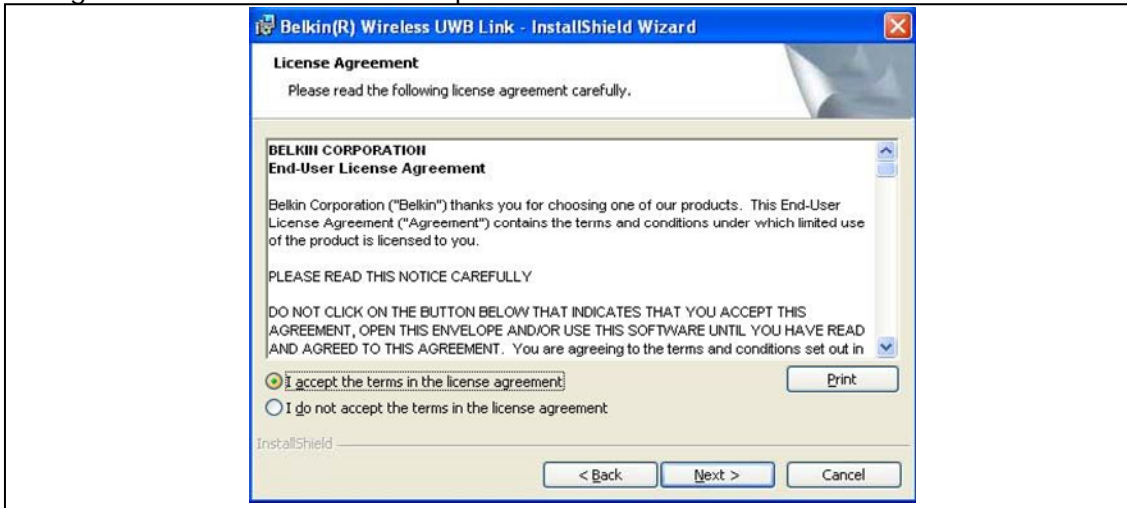 Belkin(R) Wireless UWB Link - InstallShield Wizard
License Agreement
Please read the following license agreement carefully.
BELKIN CORPORATION
End-User License Agreement
Belkin Corporation ("Belkin") thanks you for choosing one of our products. This End-User
License Agreement ("Agreement") contains the terms and conditions under which limited use
of the product is licensed to you.
PLEASE READ THIS NOTICE CAREFULLY
DO NOT CLICK ON THE BUTTON BELOW THAT INDICATES THAT YOU ACCEPT THIS
AGREEMENT, OPEN THIS ENVELOPE AND/OR USE THIS SOFTWARE UNTIL YOU HAVE READ
AND AGREED TO THIS AGREEMENT. You are agreeing to the terms and conditions set out in
I accept the terms in the license agreement
Print
I do not accept the terms in the license agreement
InstallShield
< Back Next > Cancel